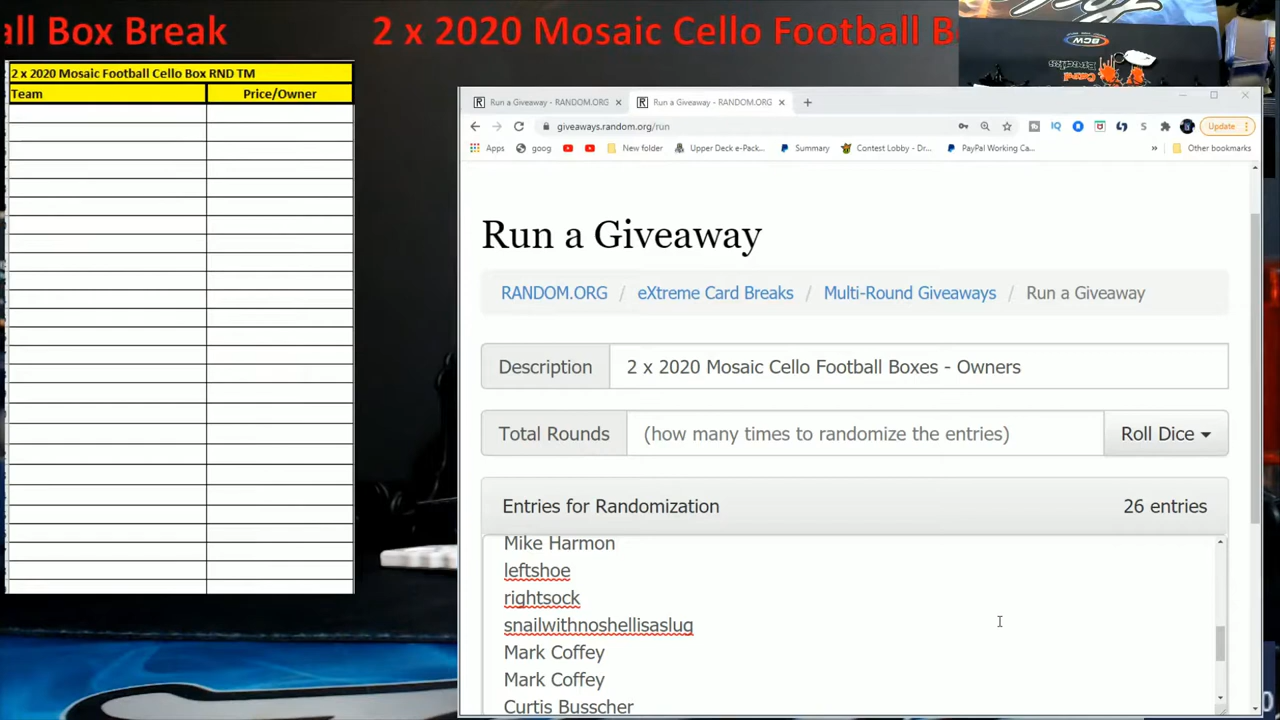 all Box Break 2 x 2020 Mosaic Cello Football B
2 x 2020 Mosaic Football Cello Box RND TM
Team Price/Owner
BCW
Run a Giveaway - RANDOM.ORG Run a Giveaway - RANDOM.ORG
giveaways.random.org/run Update
Apps goog New folder Upper Deck e-Pack... Summary Contest Lobby - Dr... PayPal Working Ca... Other bookmarks
Run a Giveaway
RANDOM.ORG / eXtreme Card Breaks / Multi-Round Giveaways / Run a Giveaway
Description 2 x 2020 Mosaic Cello Football Boxes - Owners
Total Rounds (how many times to randomize the entries) Roll Dice
Entries for Randomization 26 entries
Mike Harmon
leftshoe
rightsock
snailwithnoshellisaslug
Mark Coffey
Mark Coffey
Curtis Busscher